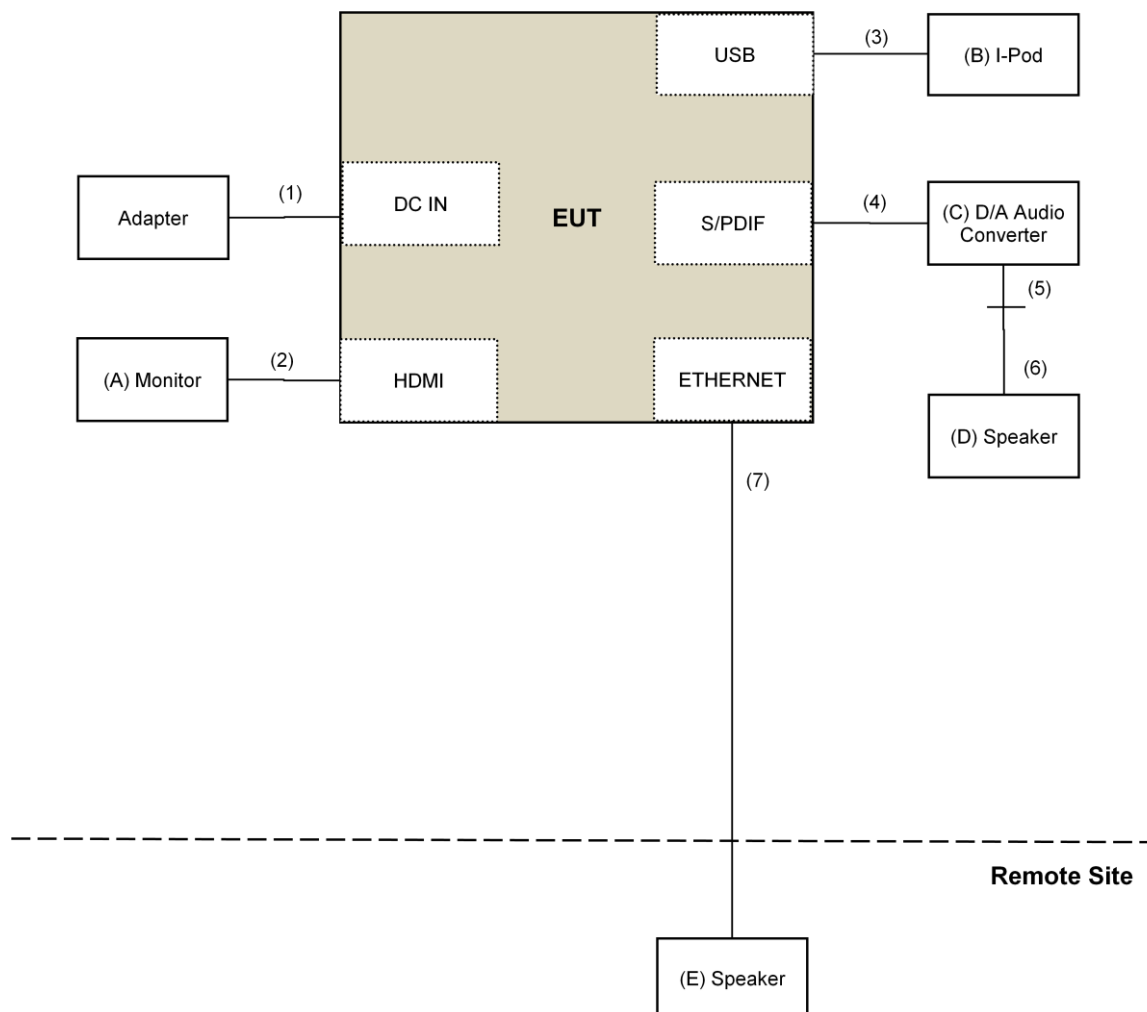 USB
(3)
(B) I-Pod
Adapter
(1)
DC IN
EUT
S/PDIF
(4)
(C) D/A Audio
Converter
(5)
(A) Monitor
(2)
HDMI
ETHERNET
(6)
(D) Speaker
(7)
Remote Site
(E) Speaker